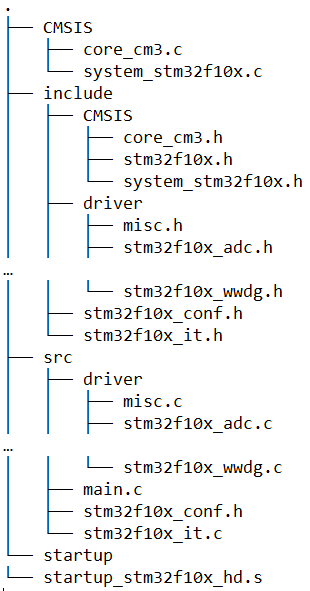 .
├── CMSIS
│   ├── core_cm3.c
│   └── system_stm32f10x.c
├── include
│   ├── CMSIS
│   │   ├── core_cm3.h
│   │   ├── stm32f10x.h
│   │   └── system_stm32f10x.h
│   ├── driver
│   │   ├── misc.h
│   │   ├── stm32f10x_adc.h
…
│   │   └── stm32f10x_wwdg.h
│   ├── stm32f10x_conf.h
│   └── stm32f10x_it.h
├── src
│   ├── driver
│   │   ├── misc.c
│   │   ├── stm32f10x_adc.c
…
│   │   └── stm32f10x_wwdg.c
│   ├── main.c
│   ├── stm32f10x_conf.h
│   └── stm32f10x_it.c
└── startup
└── startup_stm32f10x_hd.s